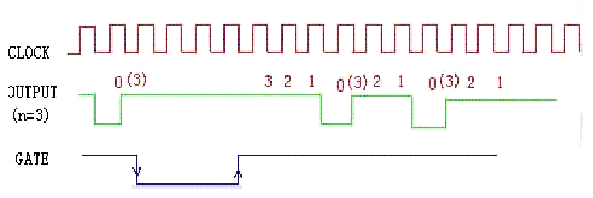 CLOCK
0(3) 3 2 1 0(3) 2 1 0(3) 2 1
OUTPUT
(n=3)
GATE